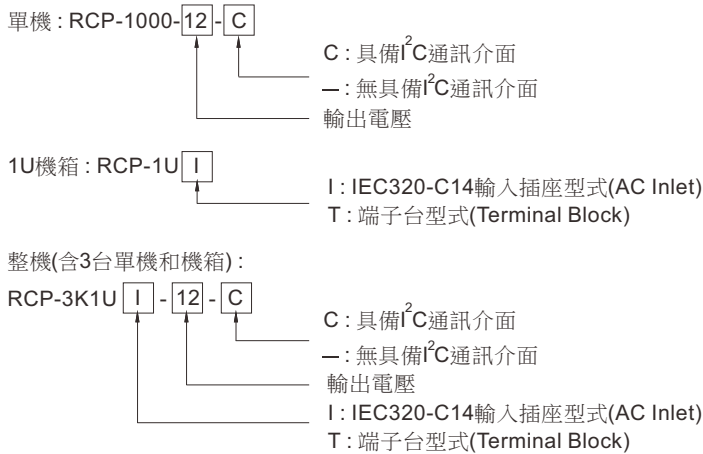 單機 : RCP-1000-12-C
C : 具備I²C通訊介面
– : 無具備I²C通訊介面
輸出電壓
1U機箱 : RCP-1U I
I : IEC320-C14輸入插座型式(AC Inlet)
T : 端子台型式(Terminal Block)
整機(含3台單機和機箱) :
RCP-3K1U I - 12 - C
C : 具備I²C通訊介面
– : 無具備I²C通訊介面
輸出電壓
I : IEC320-C14輸入插座型式(AC Inlet)
T : 端子台型式(Terminal Block)